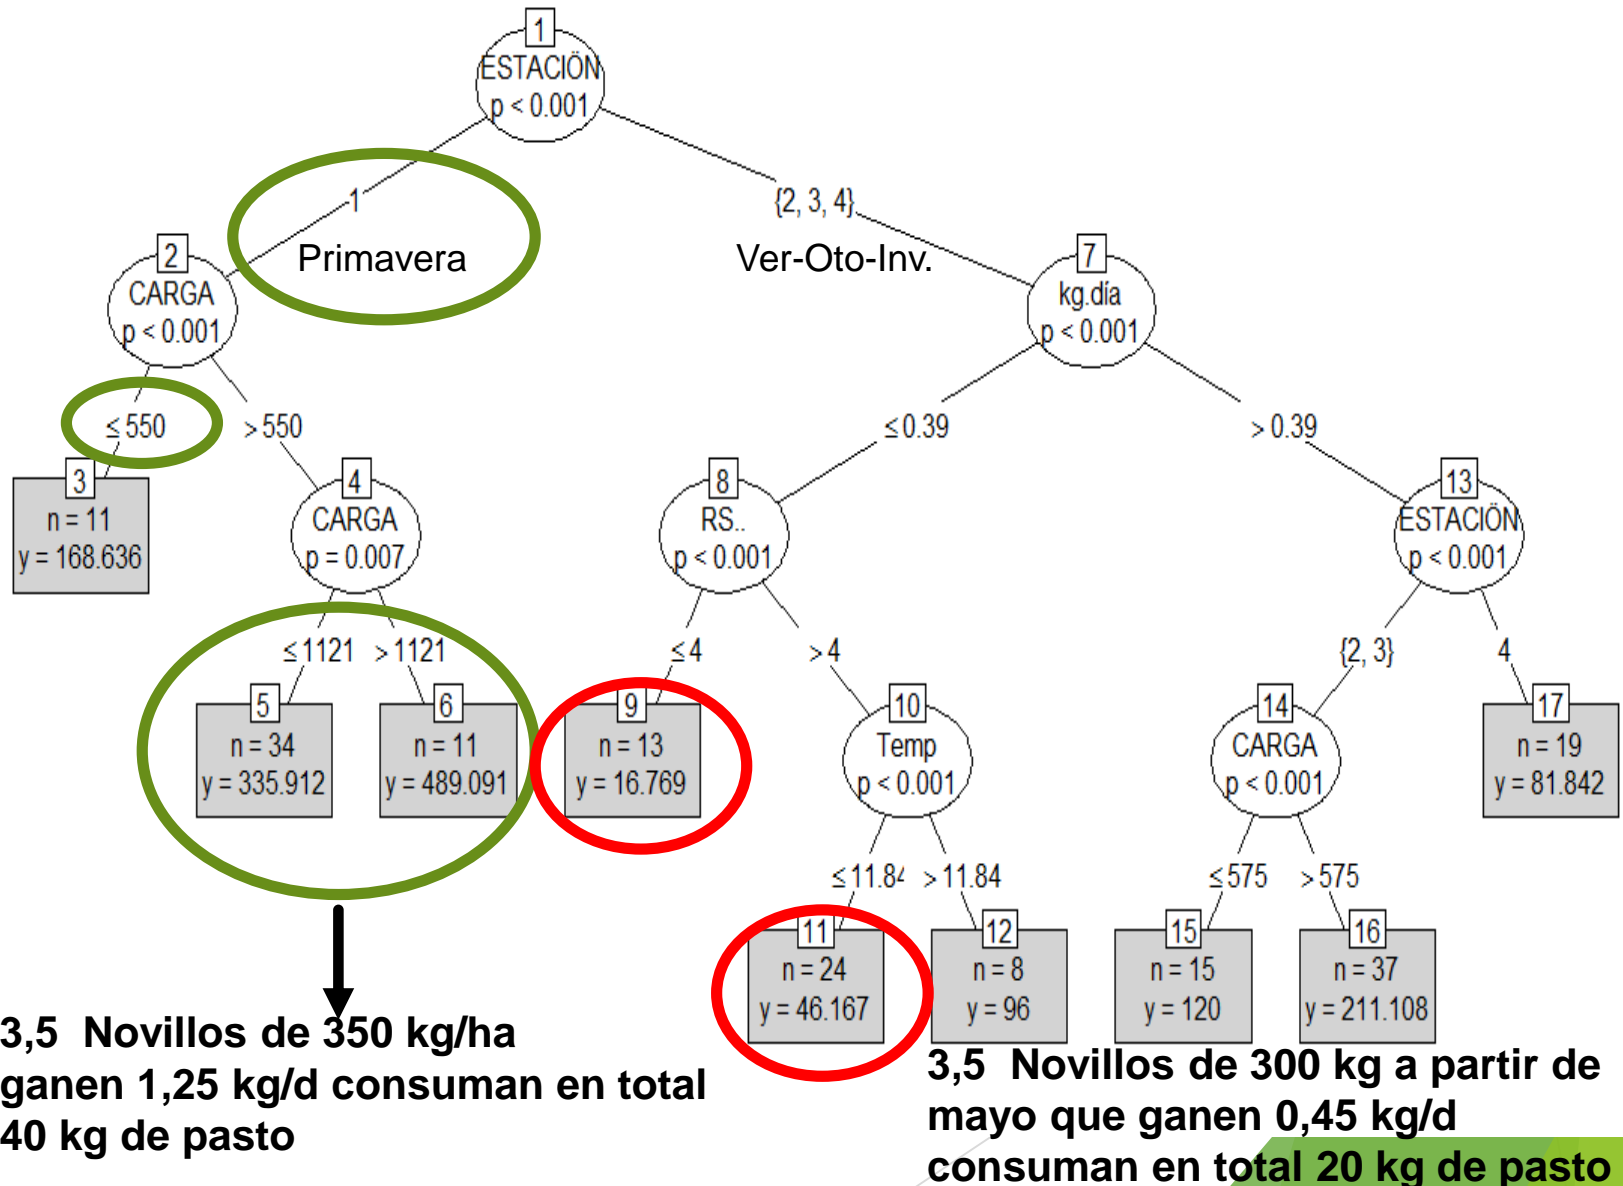 1
ESTACIÖN
p < 0.001
1
{2, 3, 4}
Primavera
Ver-Oto-Inv.
2
CARGA
p < 0.001
7
kg.día
p < 0.001
≤ 550
> 550
≤ 0.39
> 0.39
3
n = 11
y = 168.636
4
CARGA
p = 0.007
8
RS..
p < 0.001
13
ESTACIÖN
p < 0.001
≤ 1121
> 1121
≤ 4
> 4
{2, 3}
4
5
n = 34
y = 335.912
6
n = 11
y = 489.091
9
n = 13
y = 16.769
10
Temp
p < 0.001
14
CARGA
p < 0.001
17
n = 19
y = 81.842
≤ 11.84
> 11.84
≤ 575
> 575
11
n = 24
y = 46.167
12
n = 8
y = 96
15
n = 15
y = 120
16
n = 37
y = 211.108
3,5 Novillos de 350 kg/ha
ganen 1,25 kg/d consuman en total
40 kg de pasto
3,5 Novillos de 300 kg a partir de
mayo que ganen 0,45 kg/d
consuman en total 20 kg de pasto